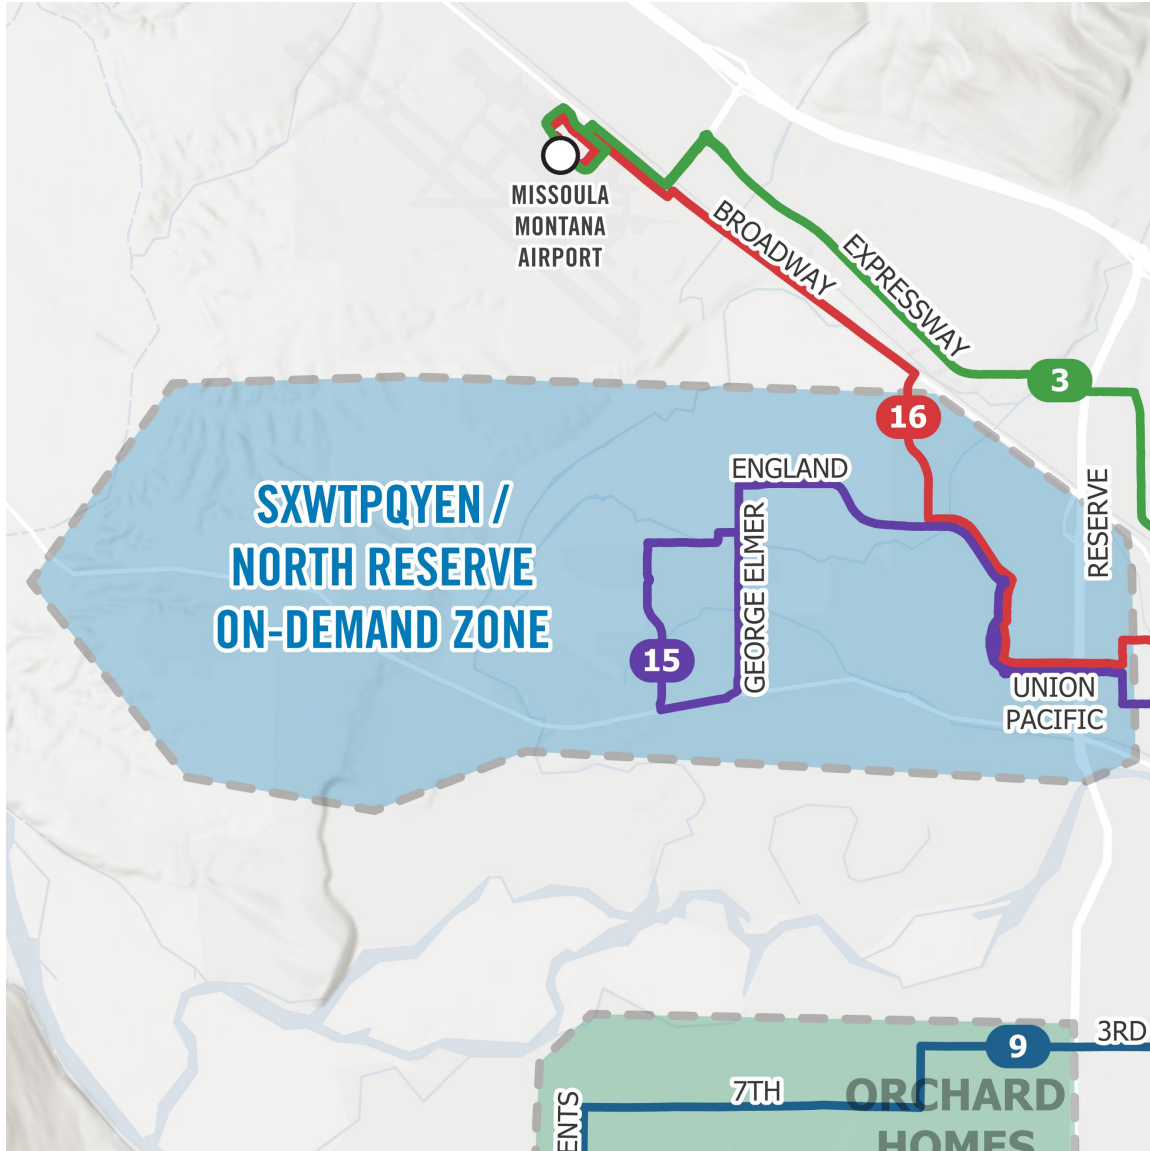 MISSOULA
MONTANA
AIRPORT
BROADWAY
EXPRESSWAY
3
16
ENGLAND
RESERVE
SXWTPQYEN /
NORTH RESERVE
ON-DEMAND ZONE
GEORGE ELMER
15
UNION
PACIFIC
3RD
9
7TH
ORCHARD
HOMES
ENTS